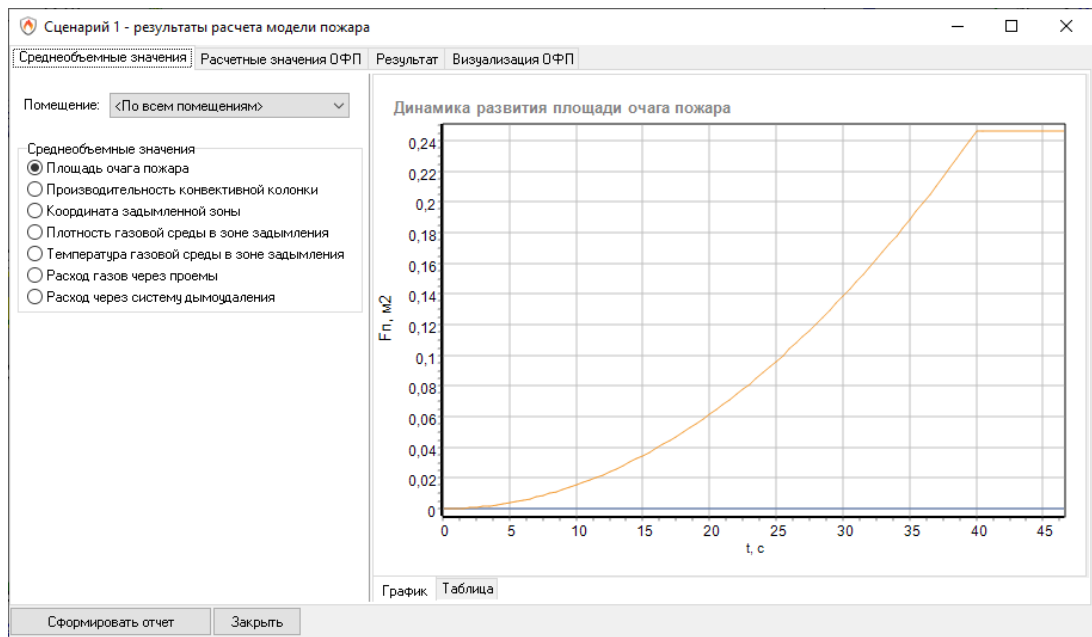 Сценарий 1 - результаты расчета модели пожара
Среднеобъемные значения Расчетные значения ОФП Результат Визуализация ОФП
Помещение: <По всем помещениям>
Среднеобъемные значения
Площадь очага пожара
Производительность конвективной колонки
Координата задымленной зоны
Плотность газовой среды в зоне задымления
Температура газовой среды в зоне задымления
Расход газов через проемы
Расход через систему дымоудаления
Динамика развития площади очага пожара
0,24
0,22
0,2
0,18
0,16
0,14
0,12
0,1
0,08
0,06
0,04
0,02
0
Fп, м2
0 5 10 15 20 25 30 35 40 45
t, с
График Таблица
Сформировать отчет Закрыть